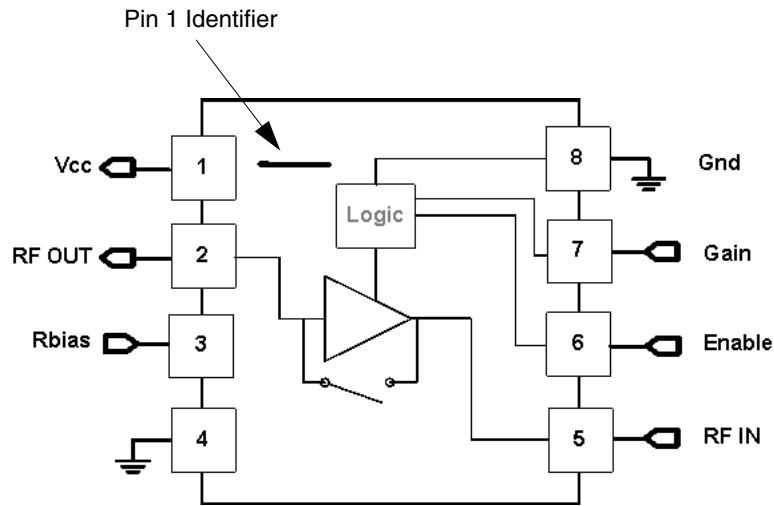 Pin 1 Identifier
Vcc
1
8
Gnd
Logic
RF OUT
2
7
Gain
Rbias
3
6
Enable
4
5
RF IN